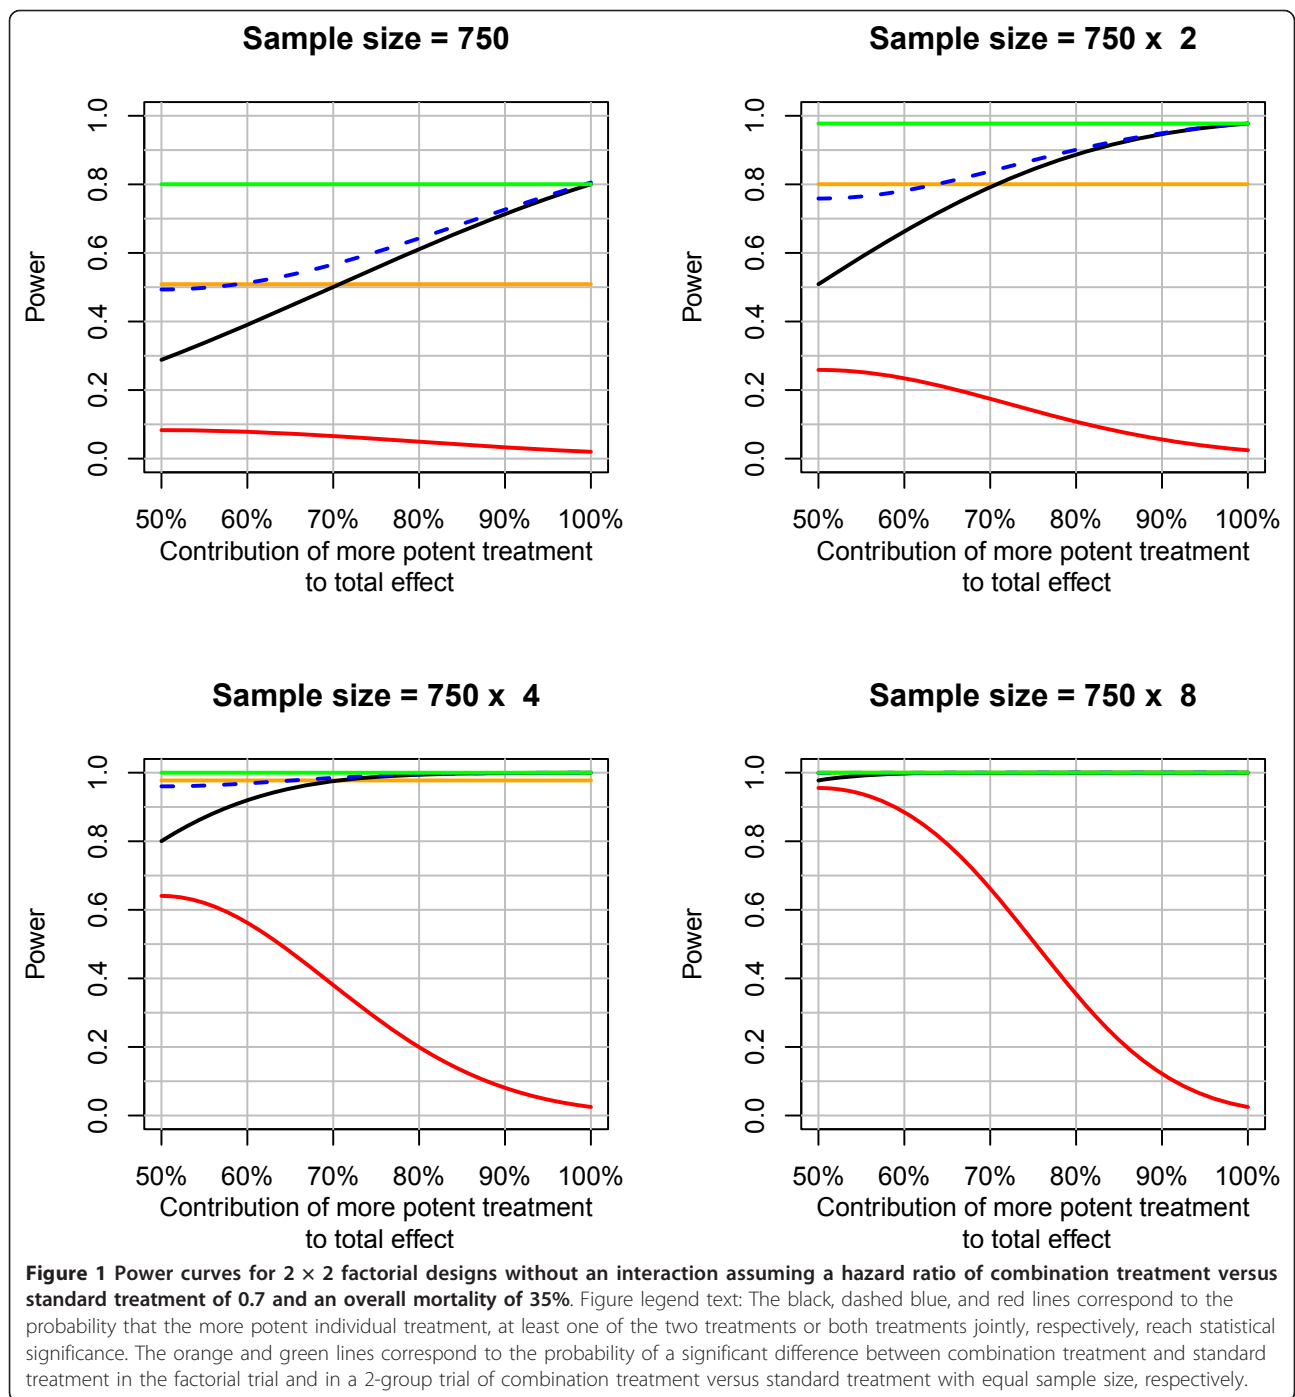 Sample size = 750
1.0
0.8
0.6
0.4
0.2
0.0
Power
50% 60% 70% 80% 90% 100%
Contribution of more potent treatment
to total effect
Sample size = 750 x 2
1.0
0.8
0.6
0.4
0.2
0.0
Power
50% 60% 70% 80% 90% 100%
Contribution of more potent treatment
to total effect
Sample size = 750 x 4
1.0
0.8
0.6
0.4
0.2
0.0
Power
50% 60% 70% 80% 90% 100%
Contribution of more potent treatment
to total effect
Sample size = 750 x 8
1.0
0.8
0.6
0.4
0.2
0.0
Power
50% 60% 70% 80% 90% 100%
Contribution of more potent treatment
to total effect
Figure 1 Power curves for 2 × 2 factorial designs without an interaction assuming a hazard ratio of combination treatment versus
standard treatment of 0.7 and an overall mortality of 35%. Figure legend text: The black, dashed blue, and red lines correspond to the
probability that the more potent individual treatment, at least one of the two treatments or both treatments jointly, respectively, reach statistical
significance. The orange and green lines correspond to the probability of a significant difference between combination treatment and standard
treatment in the factorial trial and in a 2-group trial of combination treatment versus standard treatment with equal sample size, respectively.